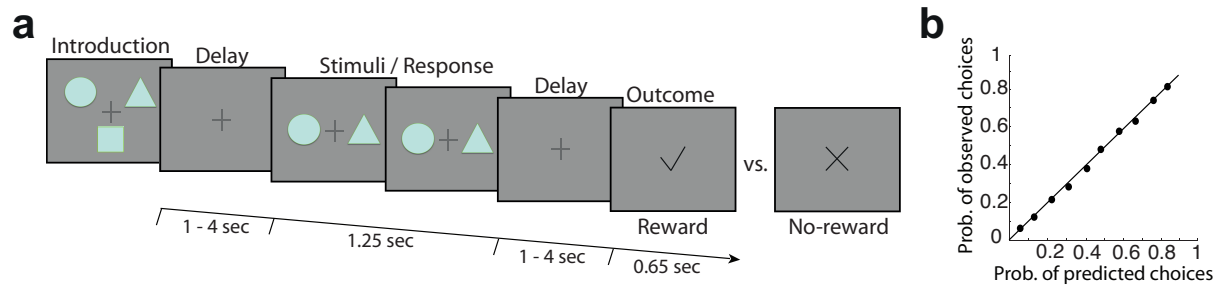 a
Introduction
Delay
Stimuli / Response
Delay
Outcome
vs.
Reward
No-reward
1 - 4 sec
1.25 sec
1 - 4 sec
0.65 sec
b
Prob. of observed choices
1
0.8
0.6
0.4
0.2
0
0.2 0.4 0.6 0.8 1
Prob. of predicted choices